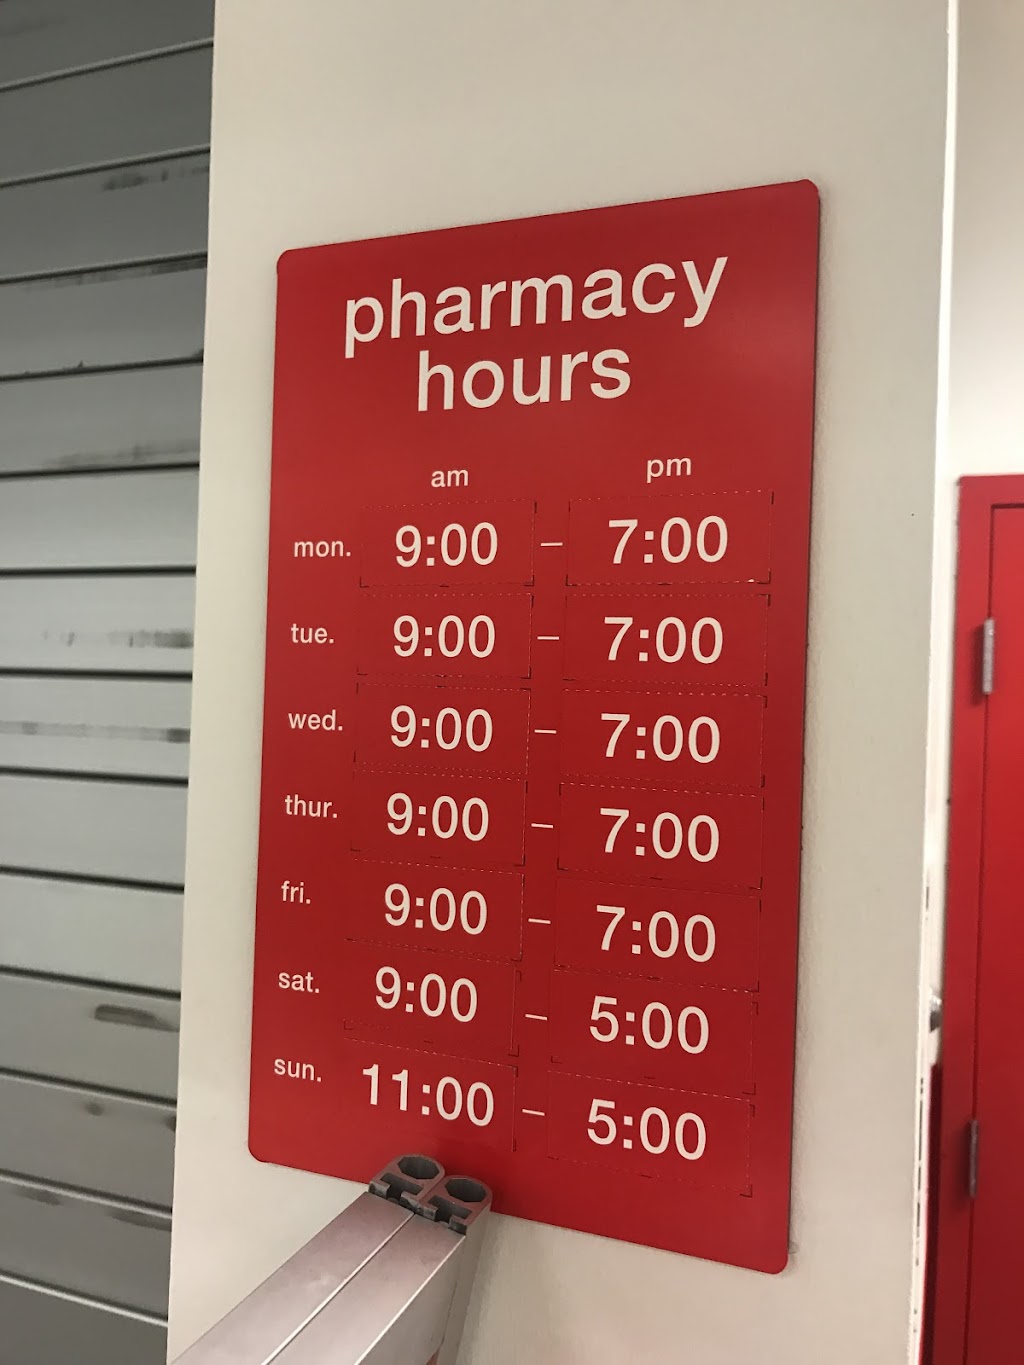 pharmacy
hours
am pm
mon. 9:00 – 7:00
tue. 9:00 – 7:00
wed. 9:00 – 7:00
thur. 9:00 – 7:00
fri. 9:00 – 7:00
sat. 9:00 – 5:00
sun. 11:00 – 5:00